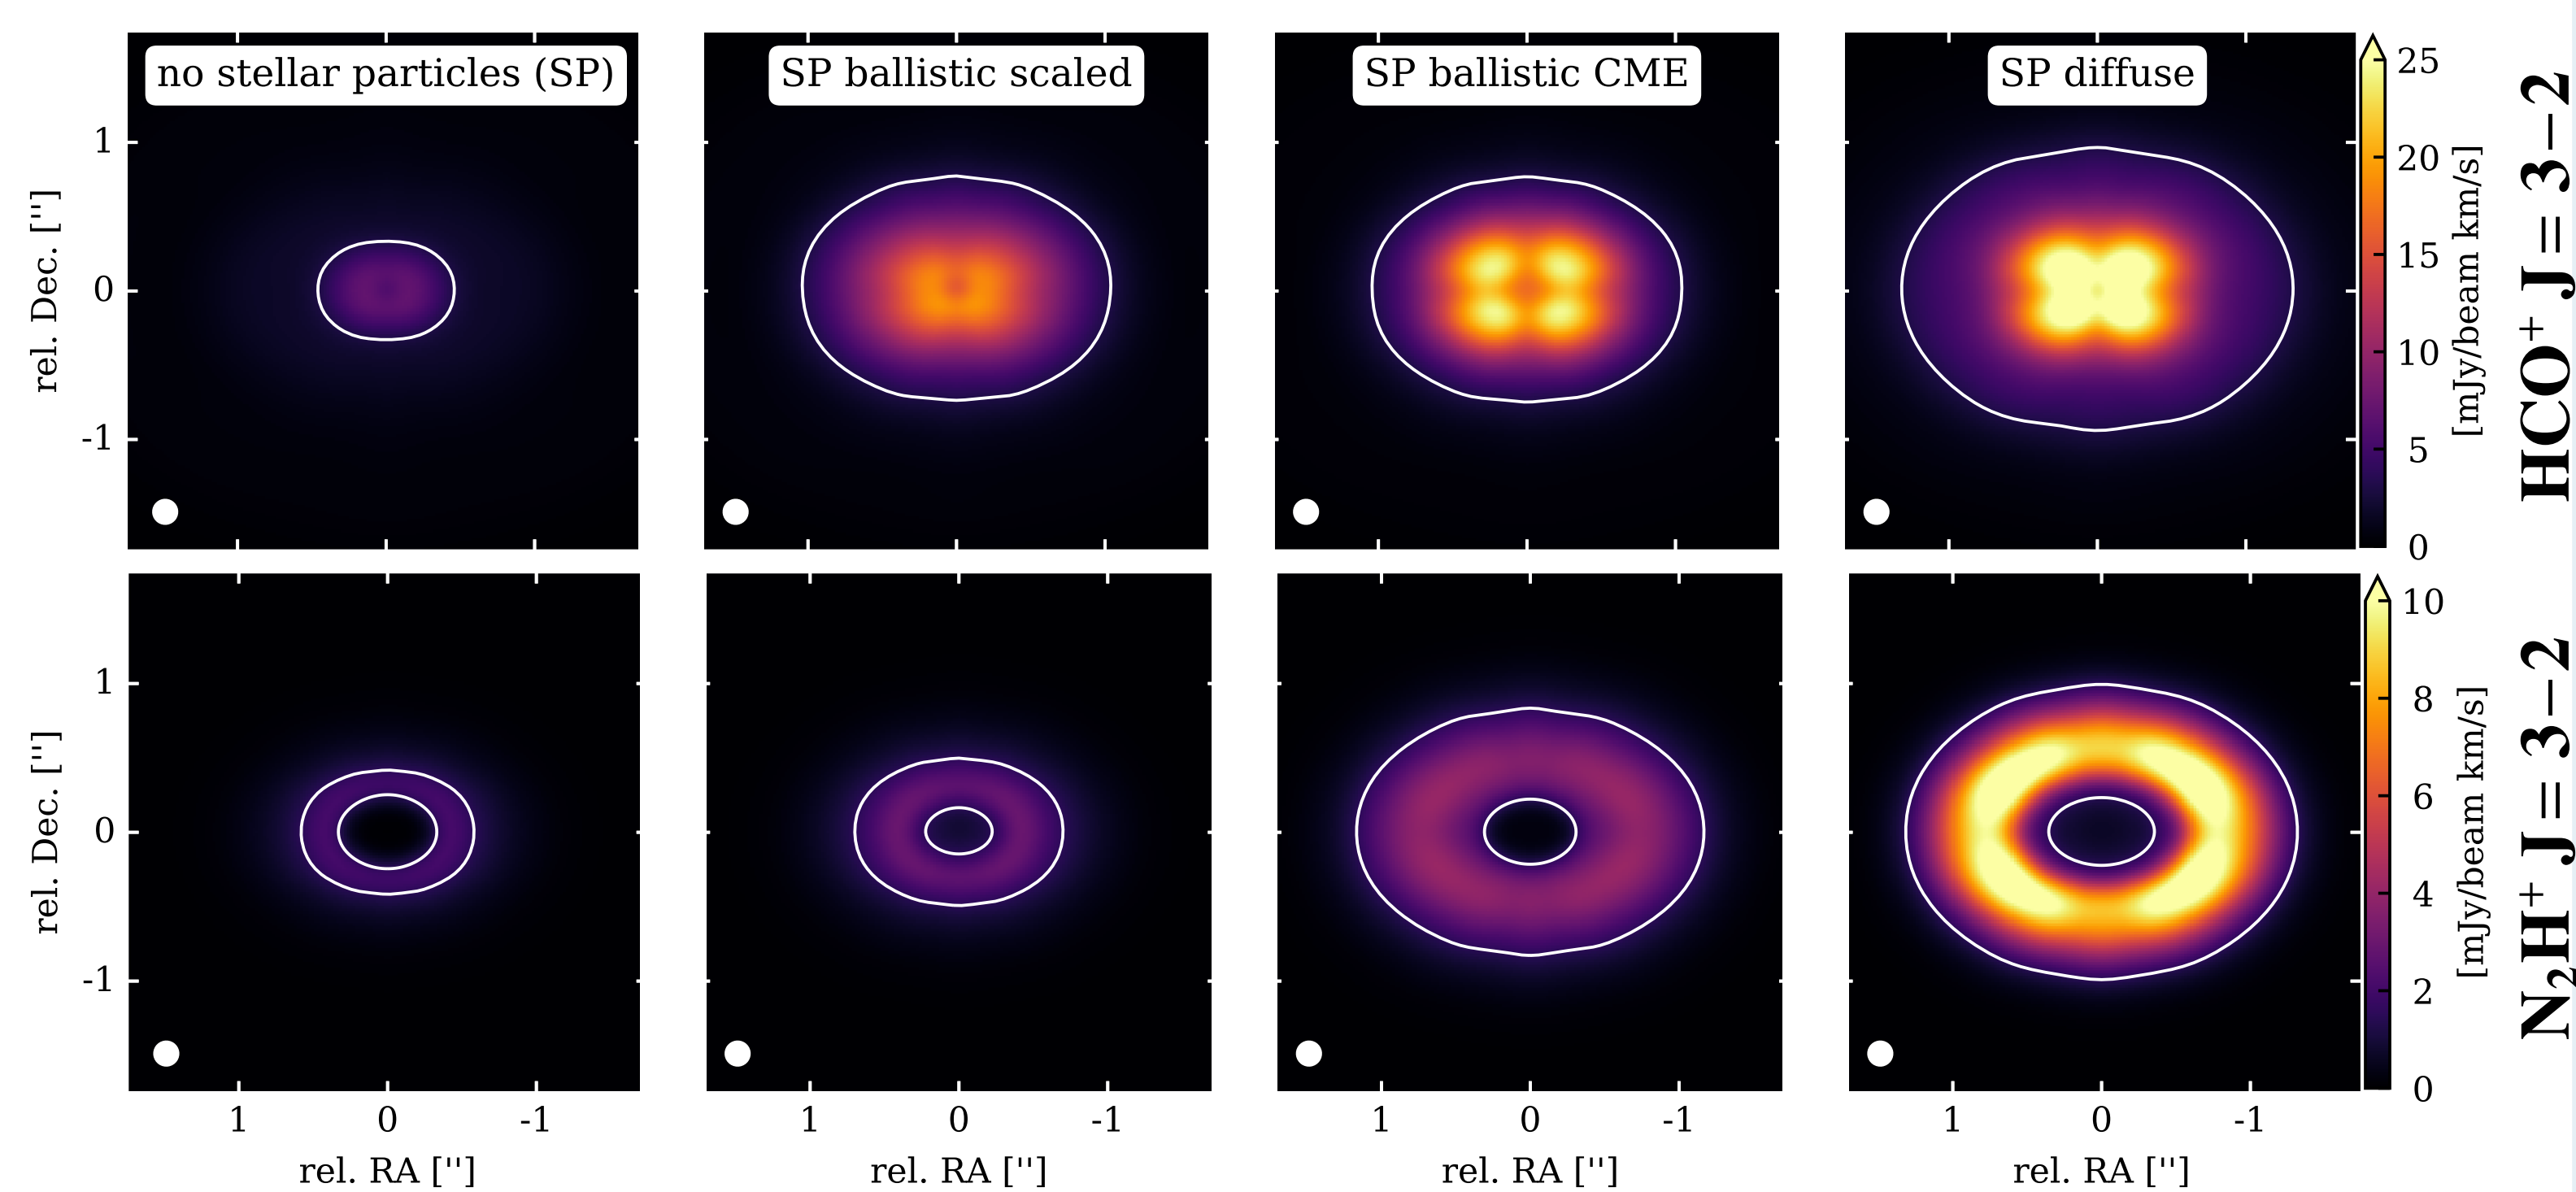 no stellar particles (SP)
SP ballistic scaled
SP ballistic CME
SP diffuse
1
0
-1
rel. Dec. ['']
25
20
15
10
5
0
[mJy/beam km/s]
HCO⁺ J = 3−2
1
0
-1
rel. Dec. ['']
10
8
6
4
2
0
[mJy/beam km/s]
N₂H⁺ J = 3−2
1 0 -1
1 0 -1
1 0 -1
1 0 -1
rel. RA ['']
rel. RA ['']
rel. RA ['']
rel. RA ['']